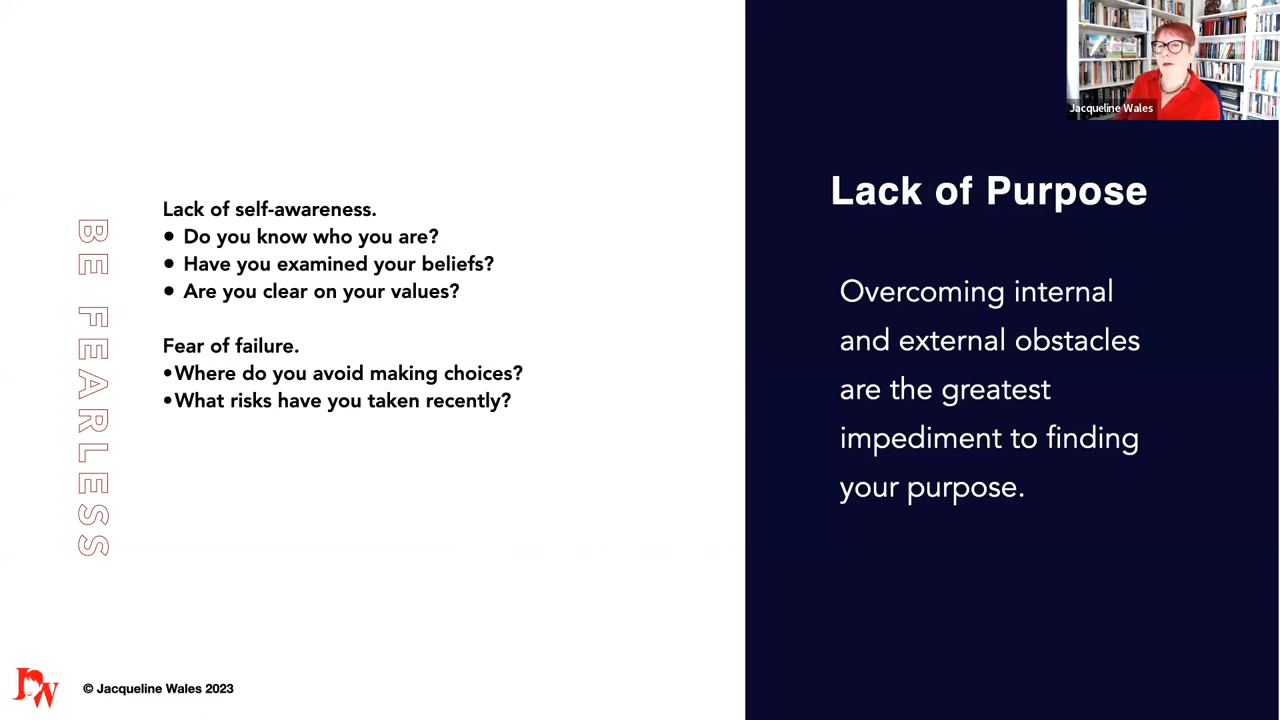 BE FEARLESS
Lack of self-awareness.
• Do you know who you are?
• Have you examined your beliefs?
• Are you clear on your values?
Fear of failure.
•Where do you avoid making choices?
•What risks have you taken recently?
JW
© Jacqueline Wales 2023
Jacqueline Wales
Lack of Purpose
Overcoming internal
and external obstacles
are the greatest
impediment to finding
your purpose.